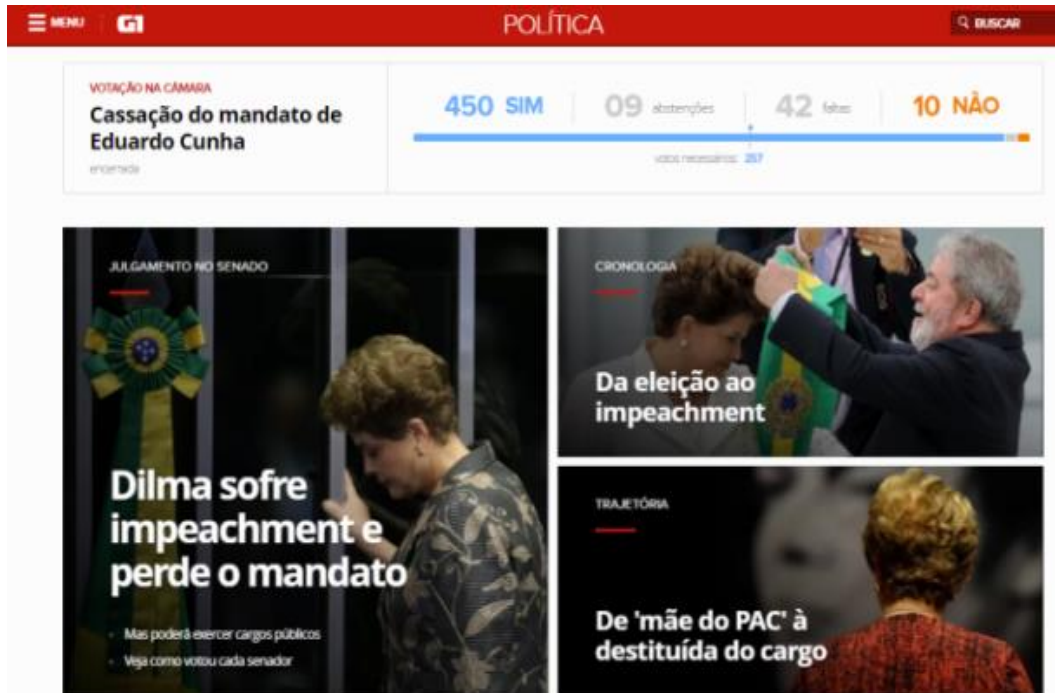 MENU
G1
POLÍTICA
BUSCAR
VOTAÇÃO NA CÂMARA
Cassação do mandato de
Eduardo Cunha
encerrada
450 SIM
09 abstenções
42 faltas
10 NÃO
votos necessários: 257
JULGAMENTO NO SENADO
Dilma sofre
impeachment e
perde o mandato
Mas poderá exercer cargos públicos
Veja como votou cada senador
CRONOLOGIA
Da eleição ao
impeachment
TRAJETÓRIA
De 'mãe do PAC' à
destituída do cargo